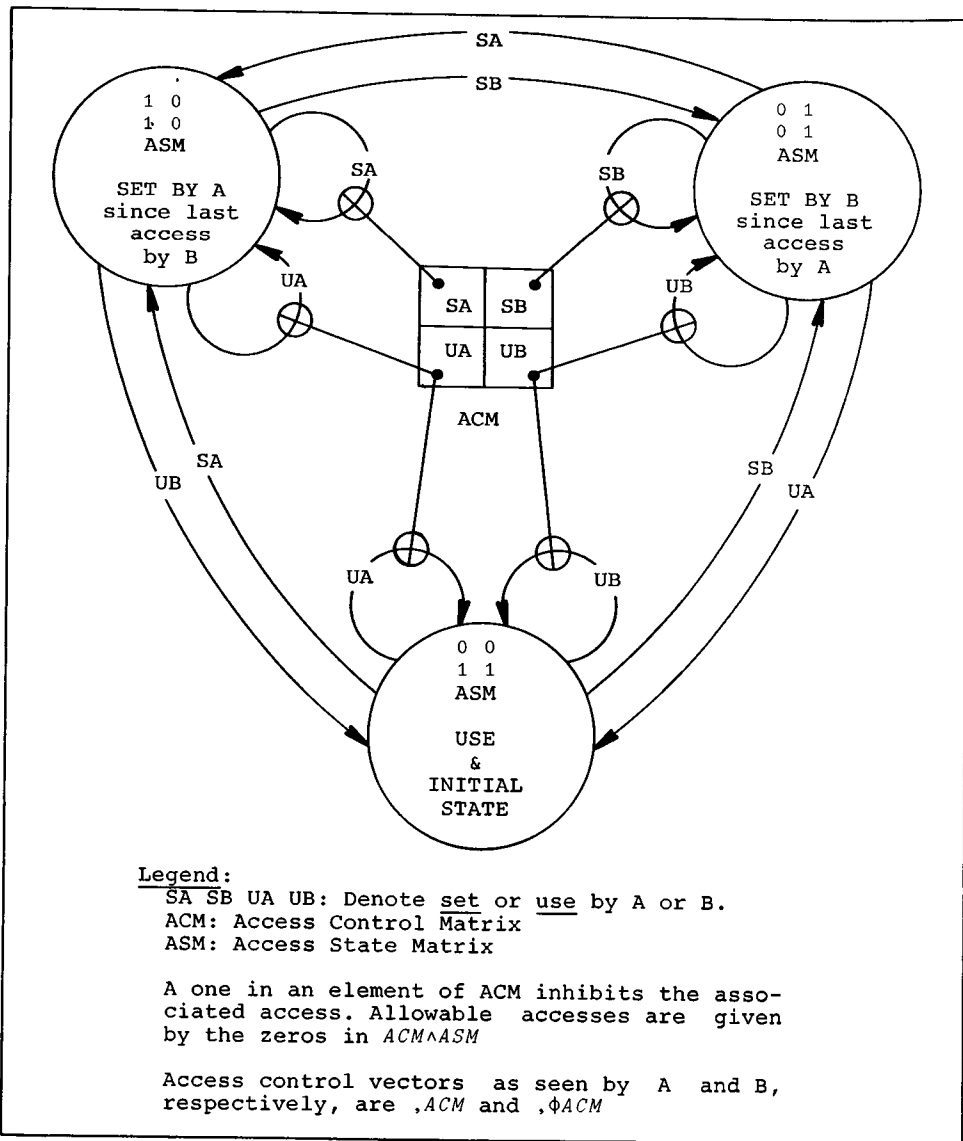 SA
SB
1 0
1 0
ASM
SET BY A
since last
access
by B
0 1
0 1
ASM
SET BY B
since last
access
by A
SA
SB
UA
UB
SA SB
UA UB
ACM
SA
UB
SB
UA
UA
UB
0 0
1 1
ASM
USE
&
INITIAL
STATE
Legend:
SA SB UA UB: Denote set or use by A or B.
ACM: Access Control Matrix
ASM: Access State Matrix
A one in an element of ACM inhibits the asso-
ciated access. Allowable accesses are given
by the zeros in ACM∧ASM
Access control vectors as seen by A and B,
respectively, are ,ACM and ,⌽ACM